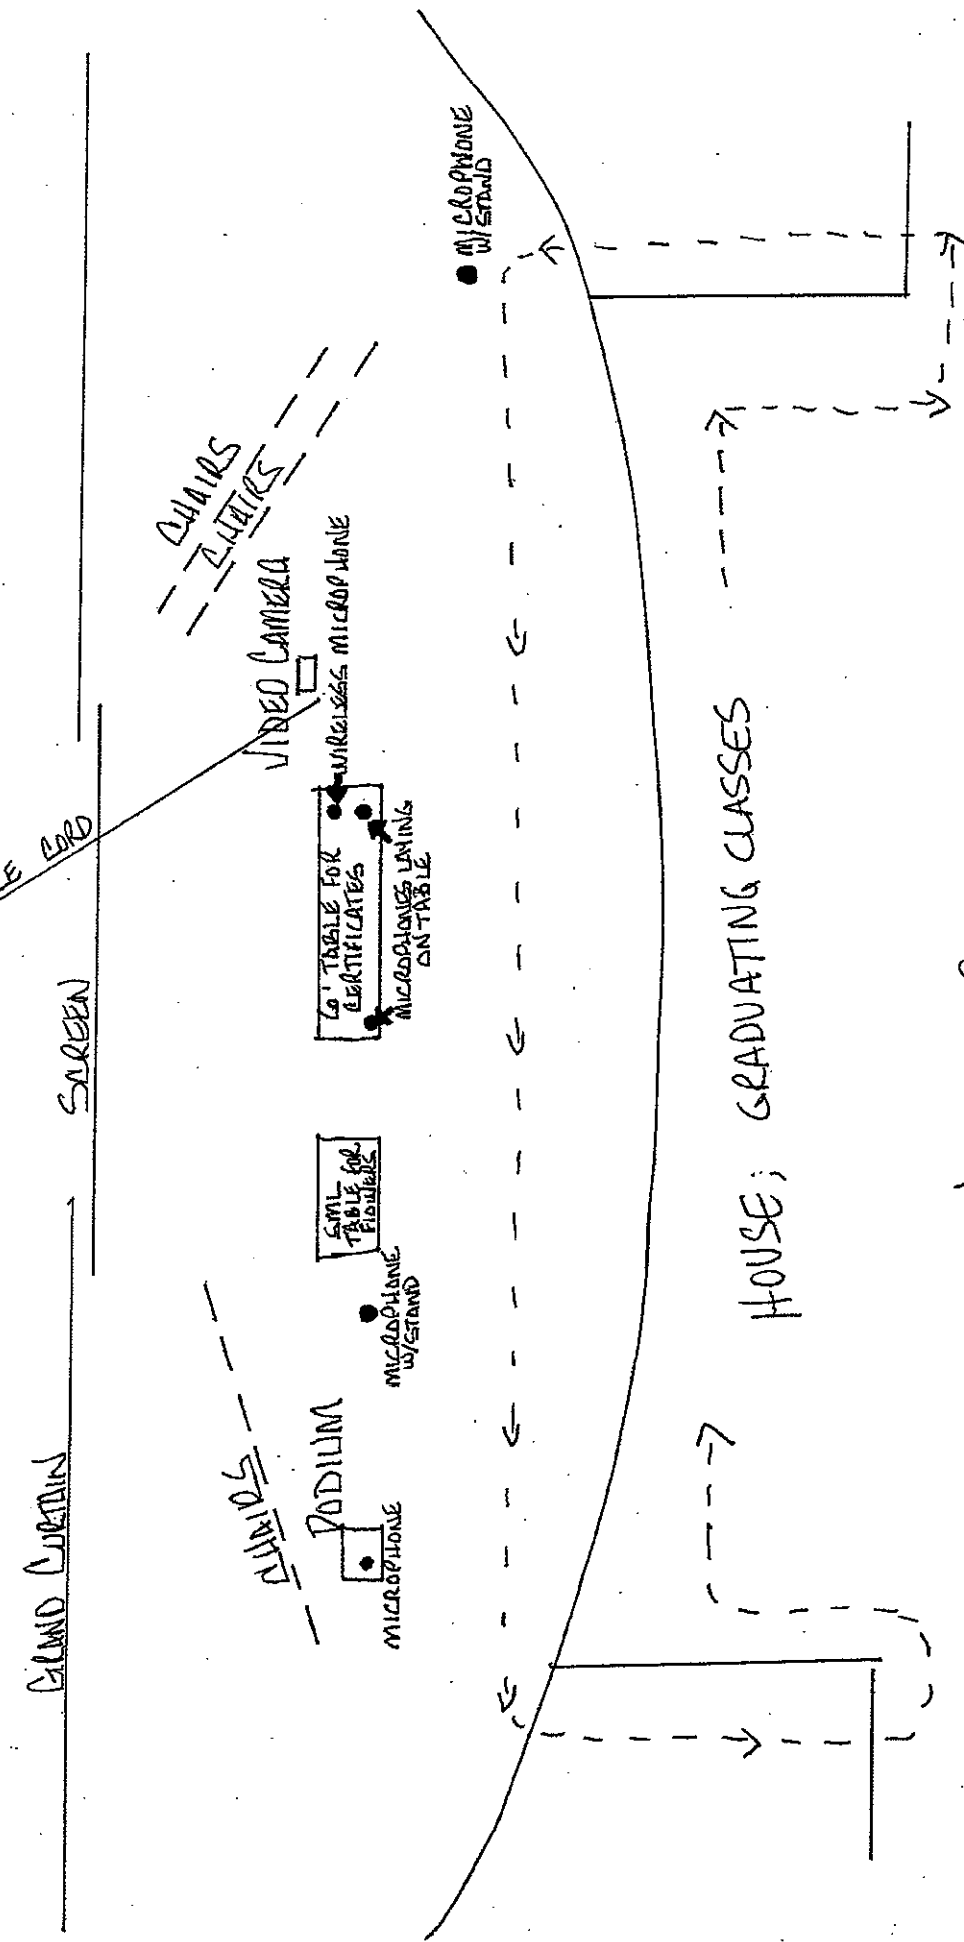 GRAND CURTAIN
SCREEN
CORD
CHAIRS
CHAIRS
CHAIRS
VIDEO CAMERA
PODIUM
MICROPHONE
MICROPHONE
W/STAND
SML
TABLE FOR
FLOWERS
6' TABLE FOR
CERTIFICATES
WIRELESS MICROPHONE
MICROPHONES LAYING
ON TABLE
MICROPHONE
W/STAND
HOUSE; GRADUATING CLASSES